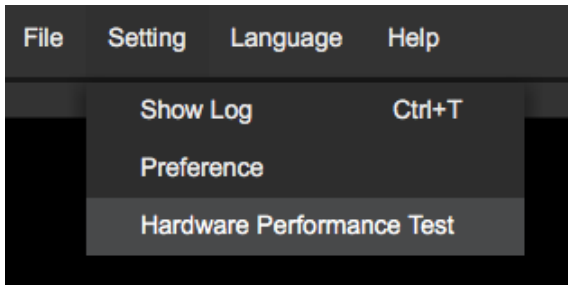 File Setting Language Help
Show Log Ctrl+T
Preference
Hardware Performance Test